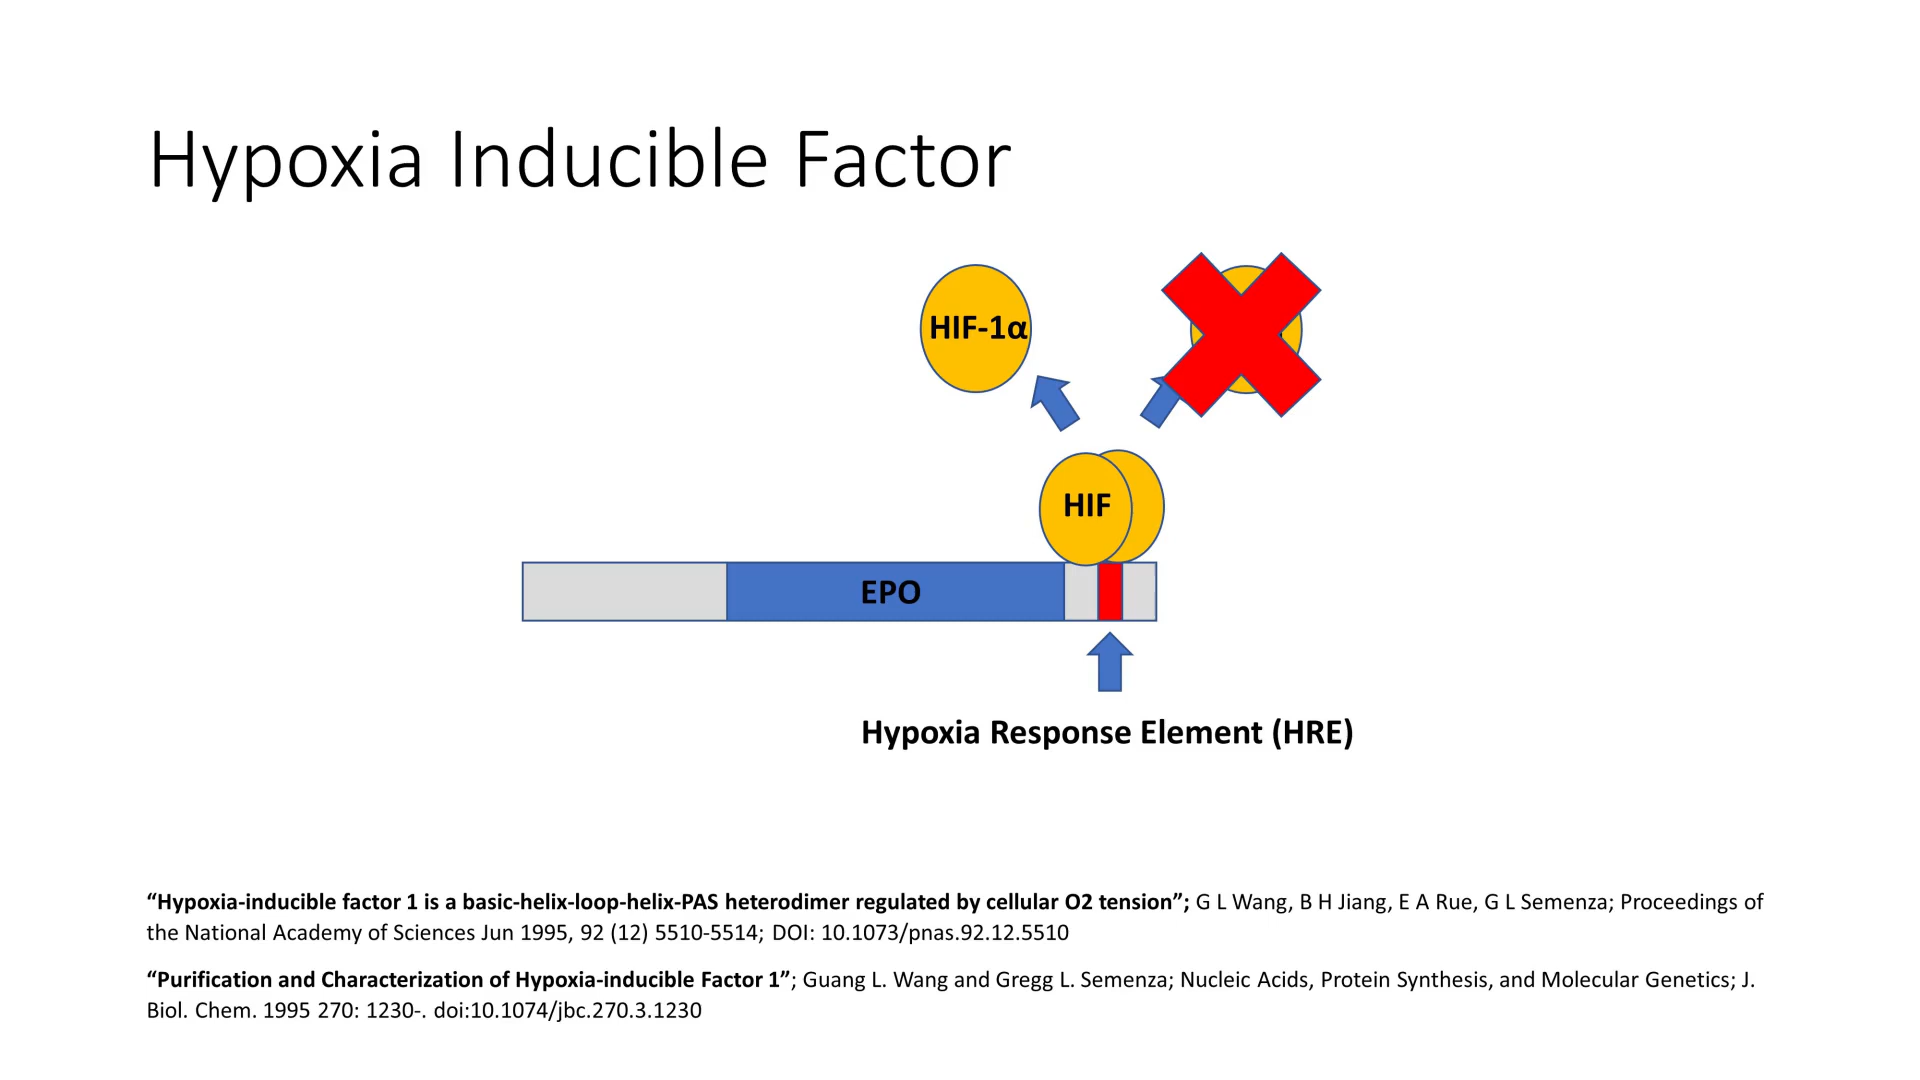 Hypoxia Inducible Factor
HIF-1α
HIF
EPO
Hypoxia Response Element (HRE)
“Hypoxia-inducible factor 1 is a basic-helix-loop-helix-PAS heterodimer regulated by cellular O2 tension”; G L Wang, B H Jiang, E A Rue, G L Semenza; Proceedings of
the National Academy of Sciences Jun 1995, 92 (12) 5510-5514; DOI: 10.1073/pnas.92.12.5510
“Purification and Characterization of Hypoxia-inducible Factor 1”; Guang L. Wang and Gregg L. Semenza; Nucleic Acids, Protein Synthesis, and Molecular Genetics; J.
Biol. Chem. 1995 270: 1230-. doi:10.1074/jbc.270.3.1230